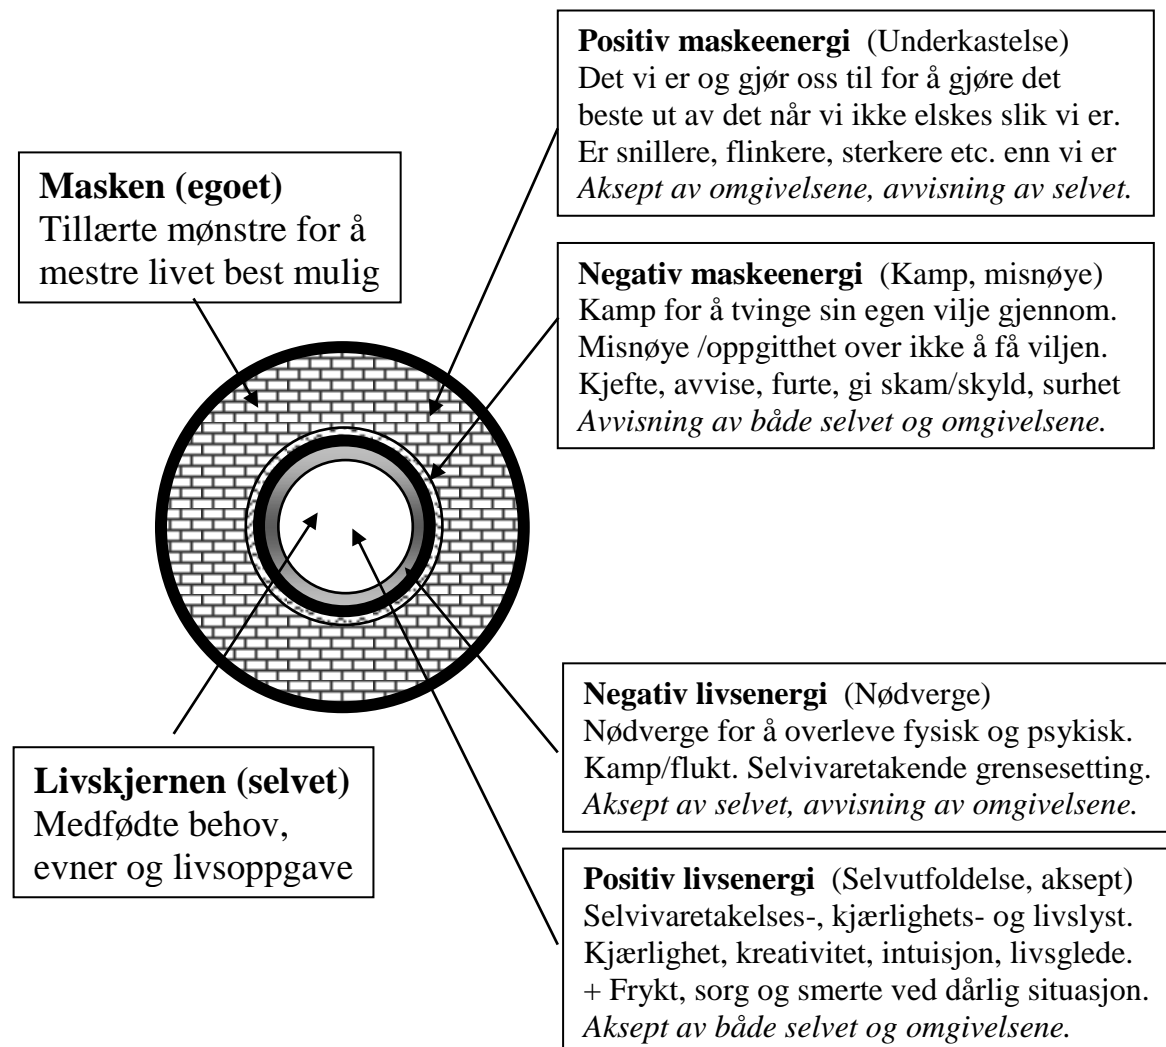 Positiv maskeenergi (Underkastelse)
Det vi er og gjør oss til for å gjøre det
beste ut av det når vi ikke elskes slik vi er.
Er snillere, flinkere, sterkere etc. enn vi er
Aksept av omgivelsene, avvisning av selvet.
Masken (egoet)
Tillærte mønstre for å
mestre livet best mulig
Negativ maskeenergi (Kamp, misnøye)
Kamp for å tvinge sin egen vilje gjennom.
Misnøye /oppgitthet over ikke å få viljen.
Kjefte, avvise, furte, gi skam/skyld, surhet
Avvisning av både selvet og omgivelsene.
Negativ livsenergi (Nødverge)
Nødverge for å overleve fysisk og psykisk.
Kamp/flukt. Selvivaretakende grensesetting.
Aksept av selvet, avvisning av omgivelsene.
Livskjernen (selvet)
Medfødte behov,
evner og livsoppgave
Positiv livsenergi (Selvutfoldelse, aksept)
Selvivaretakelses-, kjærlighets- og livslyst.
Kjærlighet, kreativitet, intuisjon, livsglede.
+ Frykt, sorg og smerte ved dårlig situasjon.
Aksept av både selvet og omgivelsene.